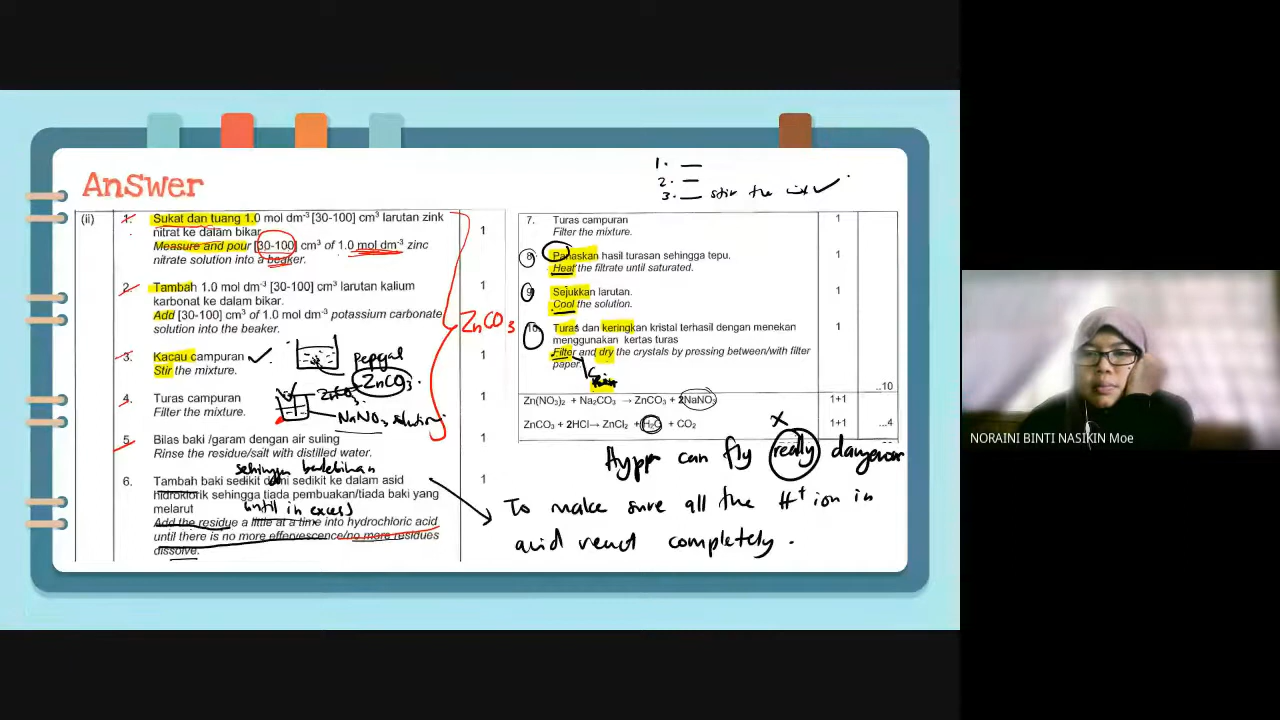 Answer
1. ___
2. ___
3. ___ stir the mix ✓
(ii)
1. Sukat dan tuang 1.0 mol dm⁻³ [30-100] cm³ larutan zink
nitrat ke dalam bikar
Measure and pour [30-100] cm³ of 1.0 mol dm⁻³ zinc
nitrate solution into a beaker.
1
2. Tambah 1.0 mol dm⁻³ [30-100] cm³ larutan kalium
karbonat ke dalam bikar.
Add [30-100] cm³ of 1.0 mol dm⁻³ potassium carbonate
solution into the beaker.
1
3. Kacau campuran ✓
Stir the mixture.
1
pepejal
ZnCO₃
ZnCO₃
4. Turas campuran
Filter the mixture.
1
NaNO₃ solution
5. Bilas baki /garam dengan air suling
Rinse the residue/salt with distilled water.
1
sehingga berlebihan
6. Tambah baki sedikit demi sedikit ke dalam asid
hidroklorik sehingga tiada pembuakan/tiada baki yang
melarut
until in excess
Add the residue a little at a time into hydrochloric acid
until there is no more effervescence/no more residues
dissolve.
1
7. Turas campuran
Filter the mixture.
1
8. Panaskan hasil turasan sehingga tepu.
Heat the filtrate until saturated.
1
9. Sejukkan larutan.
Cool the solution.
1
10. Turas dan keringkan kristal terhasil dengan menekan
menggunakan kertas turas
Filter and dry the crystals by pressing between/with filter
paper.
1
..10
Zn(NO₃)₂ + Na₂CO₃ → ZnCO₃ + 2NaNO₃
1+1
ZnCO₃ + 2HCl → ZnCl₂ + H₂O + CO₂
1+1
..4
can fly really dangerous
To make sure all the H⁺ ion in
acid react completely.
NORAINI BINTI NASIKIN Moe